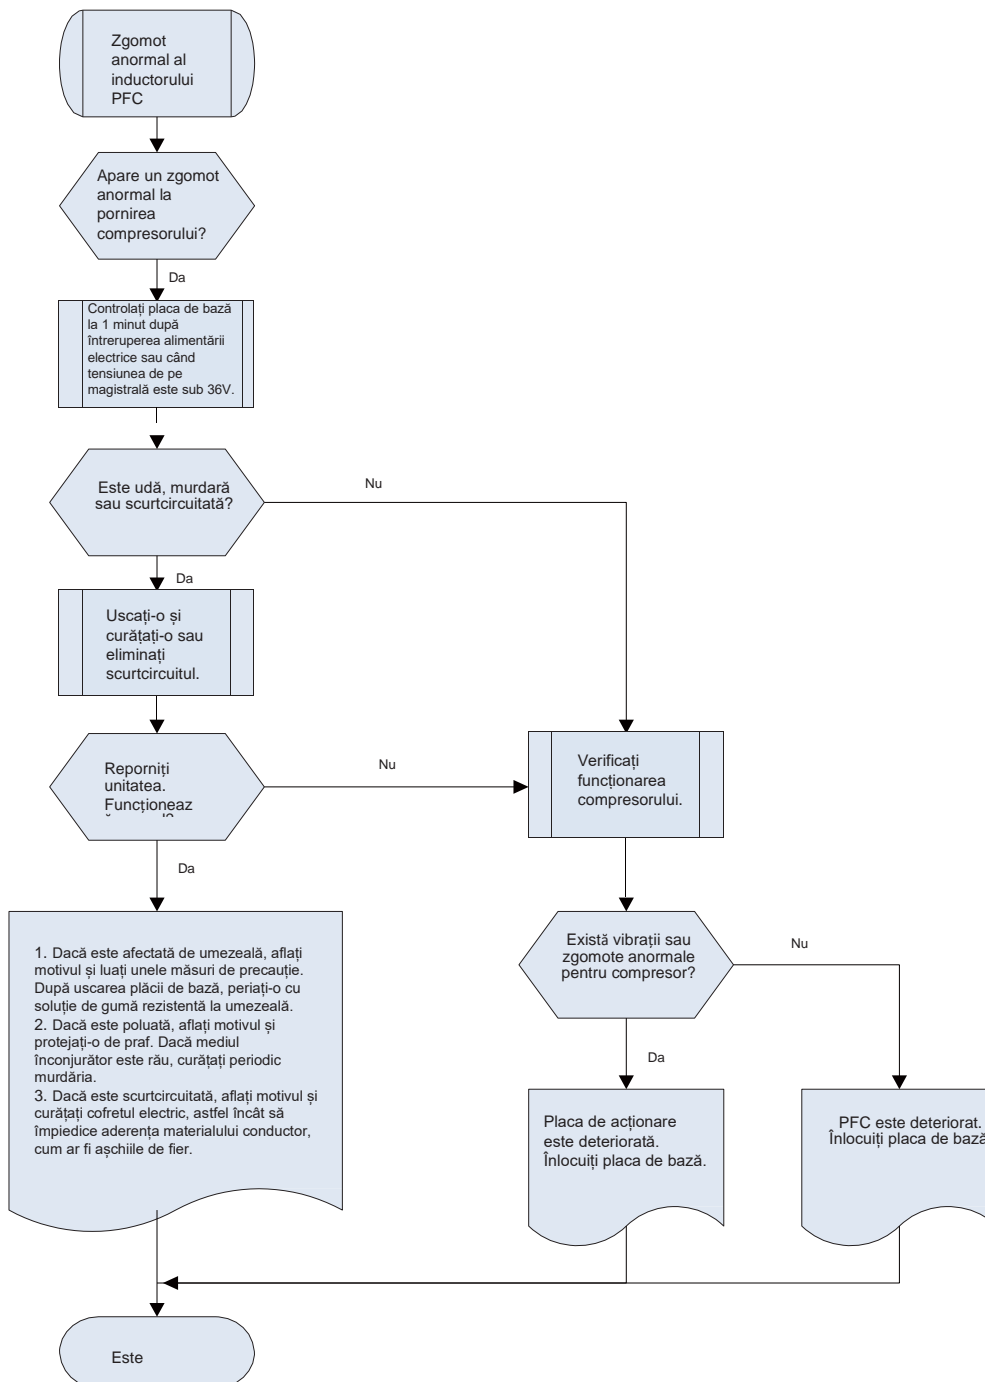 Zgomot
anormal al
inductorului
PFC
Apare un zgomot
anormal la
pornirea
compresorului?
Da
Controlați placa de bază
la 1 minut după
întreruperea alimentării
electrice sau când
tensiunea de pe
magistrală este sub 36V.
Este udă, murdară
sau scurtcircuitată?
Nu
Da
Uscați-o și
curățați-o sau
eliminați
scurtcircuitul.
Reporniți
unitatea.
Funcționeaz
Nu
Verificați
funcționarea
compresorului.
Da
1. Dacă este afectată de umezeală, aflați
motivul și luați unele măsuri de precauție.
După uscarea plăcii de bază, periați-o cu
soluție de gumă rezistentă la umezeală.
2. Dacă este poluată, aflați motivul și
protejați-o de praf. Dacă mediul
înconjurător este rău, curățați periodic
murdăria.
3. Dacă este scurtcircuitată, aflați motivul și
curățați cofretul electric, astfel încât să
împiedice aderența materialului conductor,
cum ar fi așchiile de fier.
Există vibrații sau
zgomote anormale
pentru compresor?
Nu
Da
Placa de acționare
este deteriorată.
Înlocuiți placa de bază.
PFC este deteriorat.
Înlocuiți placa de bază
Este